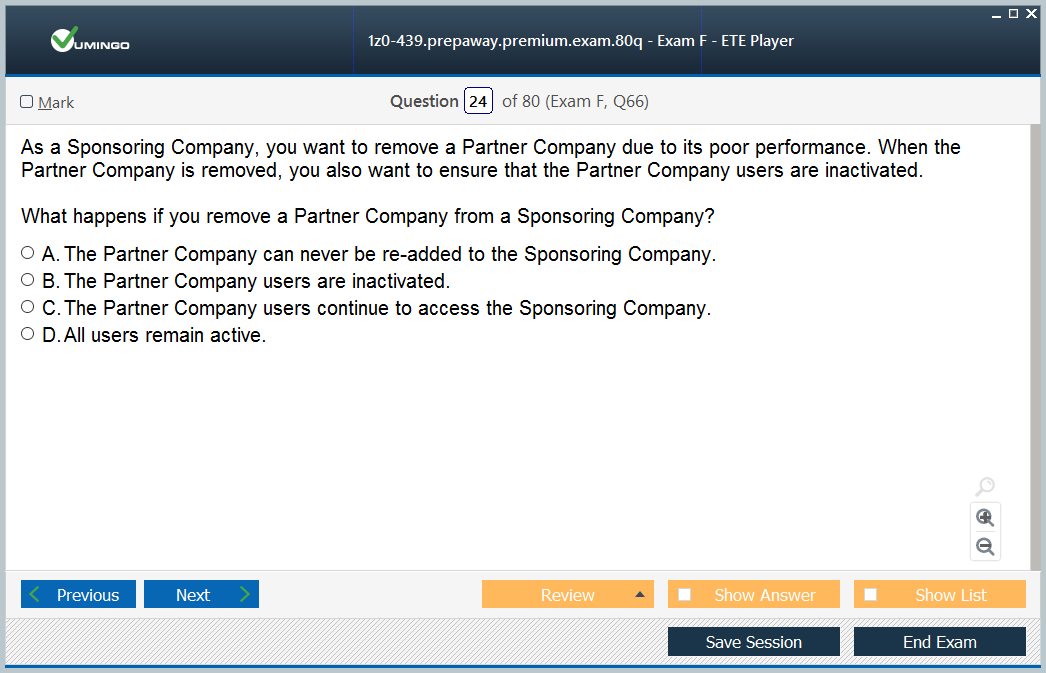 VUMINGO
1z0-439.prepaway.premium.exam.80q - Exam F - ETE Player
Mark
Question 24 of 80 (Exam F, Q66)
As a Sponsoring Company, you want to remove a Partner Company due to its poor performance. When the
Partner Company is removed, you also want to ensure that the Partner Company users are inactivated.
What happens if you remove a Partner Company from a Sponsoring Company?
A. The Partner Company can never be re-added to the Sponsoring Company.
B. The Partner Company users are inactivated.
C. The Partner Company users continue to access the Sponsoring Company.
D. All users remain active.
Previous Next Review Show Answer Show List
Save Session End Exam